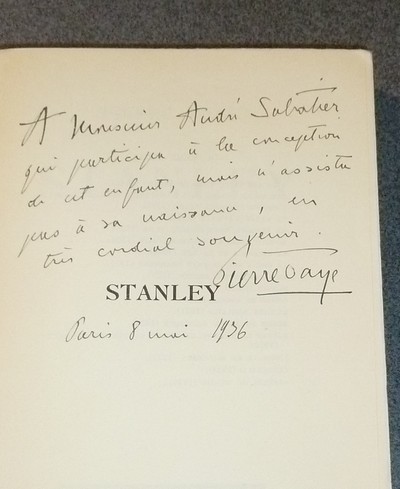 A Monsieur André Sabatier
qui participa à la conception
de cet enfant, mais n'assista
pas à sa naissance, en
très cordial souvenir.
Pierre Daye
STANLEY
Paris 8 mai 1936